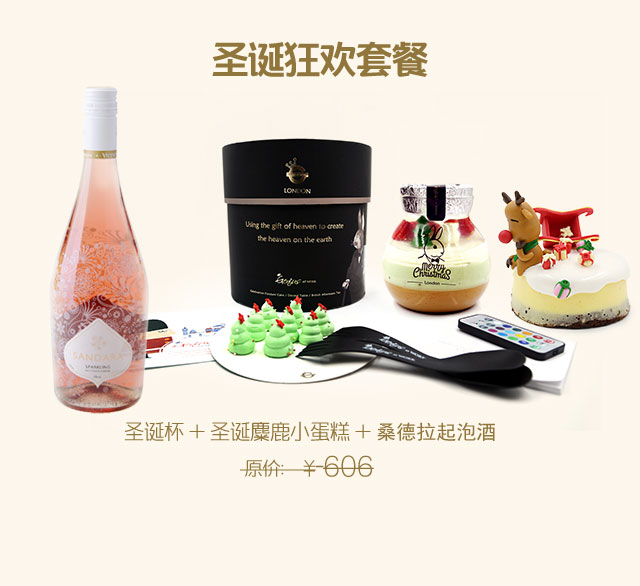 圣诞狂欢套餐
LONDON
Using the gift of heaven to create
the heaven on the earth
Merry
Christmas
London
SANDARA
SPARKLING
圣诞杯 + 圣诞麋鹿小蛋糕 + 桑德拉起泡酒
原价: ¥606